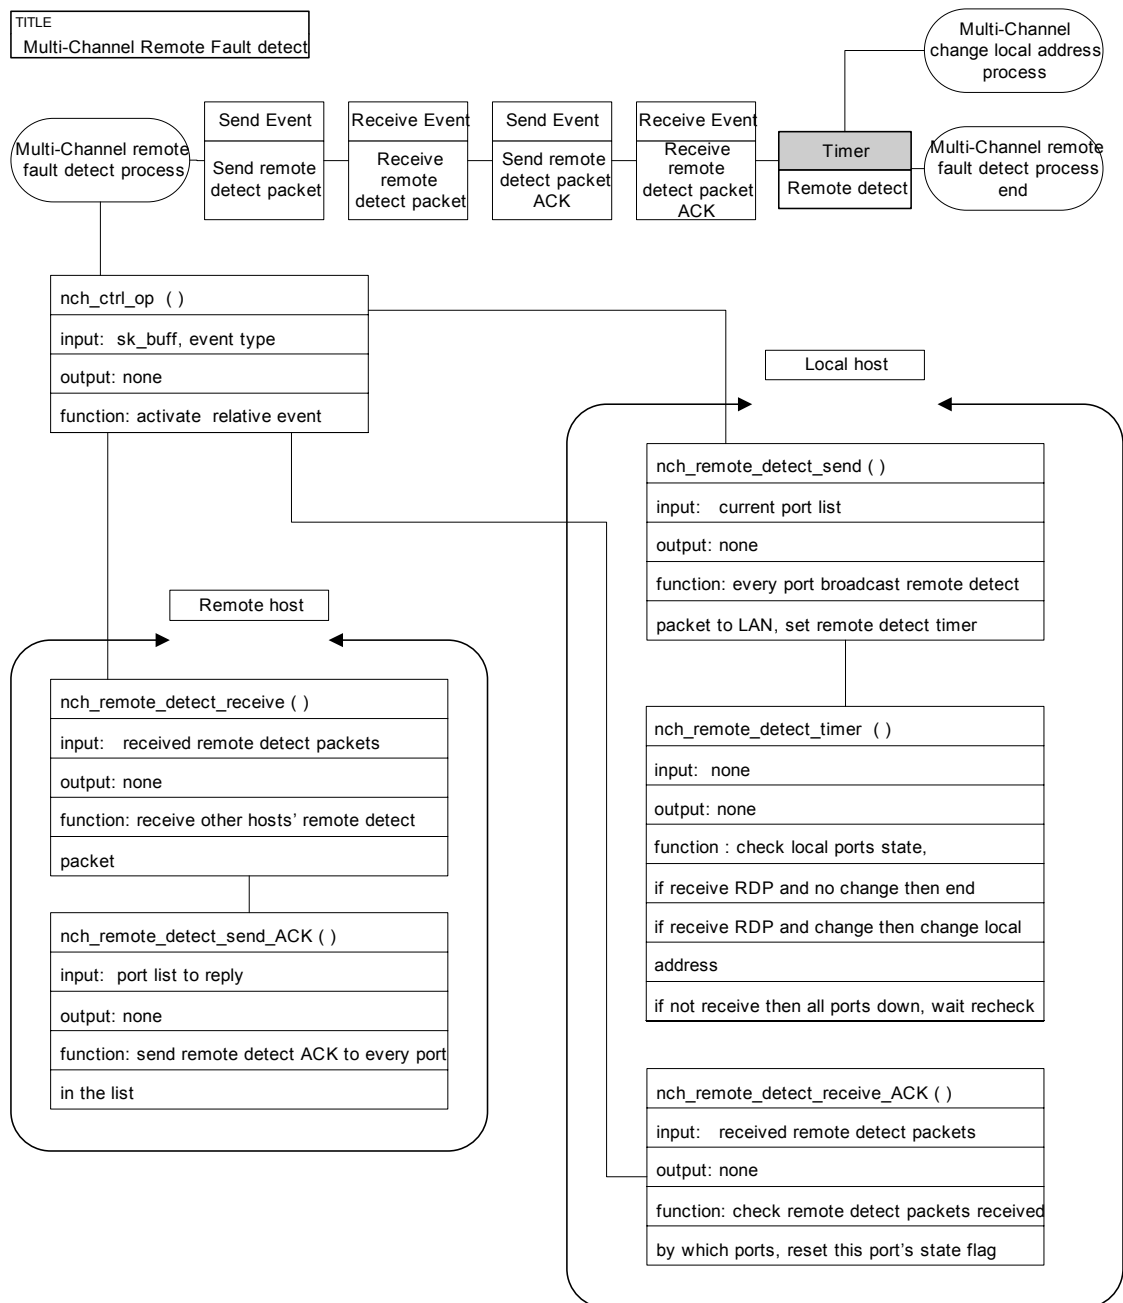 TITLE
Multi-Channel Remote Fault detect
Multi-Channel
change local address
process
Multi-Channel remote
fault detect process
Send Event
Send remote
detect packet
Receive Event
Receive
remote
detect packet
Send Event
Send remote
detect packet
ACK
Receive Event
Receive
remote
detect packet
ACK
Timer
Remote detect
Multi-Channel remote
fault detect process
end
nch_ctrl_op ( )
input: sk_buff, event type
output: none
function: activate relative event
Local host
nch_remote_detect_send ( )
input: current port list
output: none
function: every port broadcast remote detect
packet to LAN, set remote detect timer
Remote host
nch_remote_detect_receive ( )
input: received remote detect packets
output: none
function: receive other hosts’ remote detect
packet
nch_remote_detect_send_ACK ( )
input: port list to reply
output: none
function: send remote detect ACK to every port
in the list
nch_remote_detect_timer ( )
input: none
output: none
function : check local ports state,
if receive RDP and no change then end
if receive RDP and change then change local
address
if not receive then all ports down, wait recheck
nch_remote_detect_receive_ACK ( )
input: received remote detect packets
output: none
function: check remote detect packets received
by which ports, reset this port’s state flag